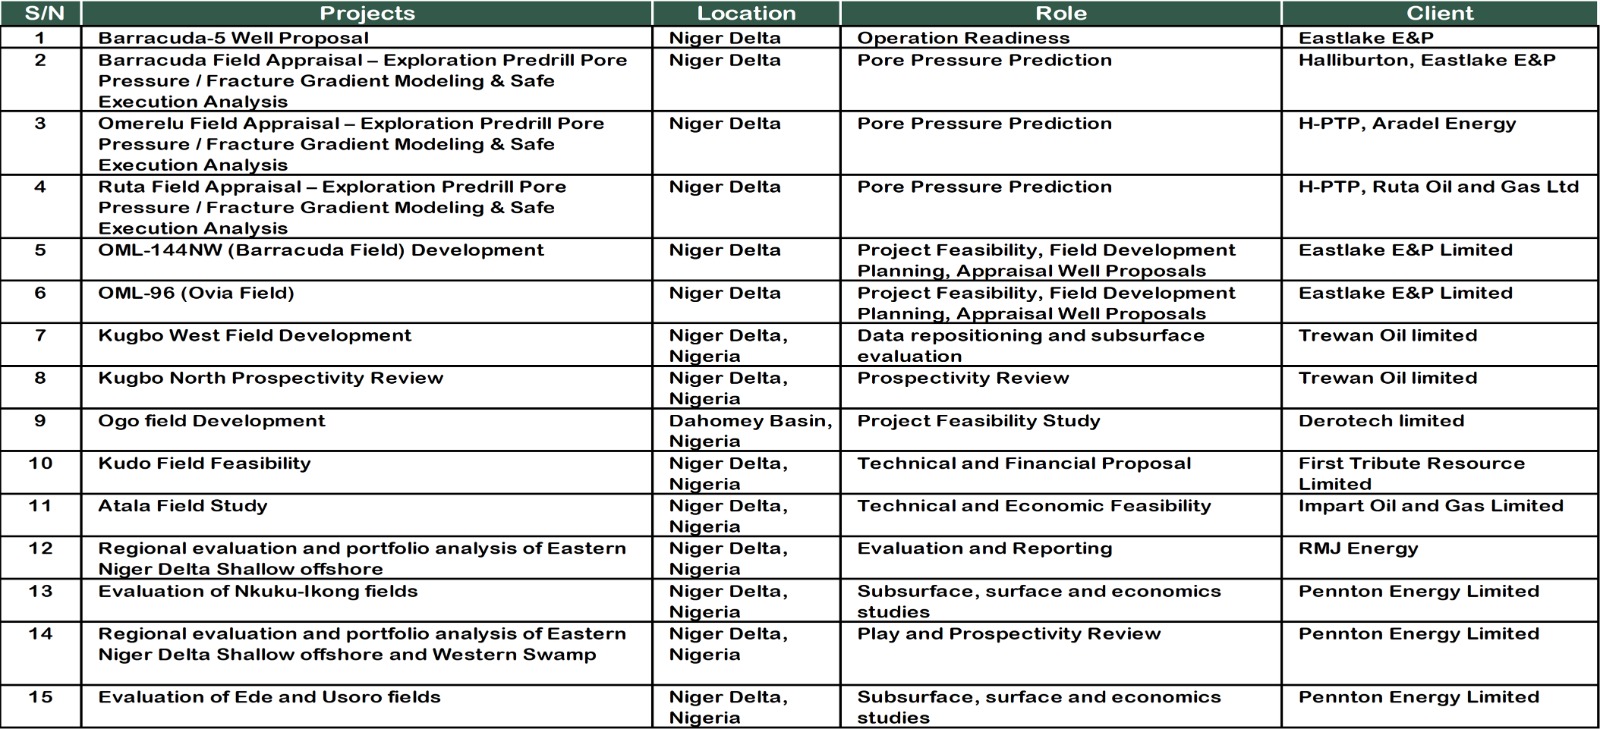 S/N Projects Location Role Client
1 Barracuda-5 Well Proposal Niger Delta Operation Readiness Eastlake E&P
2 Barracuda Field Appraisal – Exploration Predrill Pore Niger Delta Pore Pressure Prediction Halliburton, Eastlake E&P
Pressure / Fracture Gradient Modeling & Safe
Execution Analysis
3 Omerelu Field Appraisal – Exploration Predrill Pore Niger Delta Pore Pressure Prediction H-PTP, Aradel Energy
Pressure / Fracture Gradient Modeling & Safe
Execution Analysis
4 Ruta Field Appraisal – Exploration Predrill Pore Niger Delta Pore Pressure Prediction H-PTP, Ruta Oil and Gas Ltd
Pressure / Fracture Gradient Modeling & Safe
Execution Analysis
5 OML-144NW (Barracuda Field) Development Niger Delta Project Feasibility, Field Development Eastlake E&P Limited
Planning, Appraisal Well Proposals
6 OML-96 (Ovia Field) Niger Delta Project Feasibility, Field Development Eastlake E&P Limited
Planning, Appraisal Well Proposals
7 Kugbo West Field Development Niger Delta, Data repositioning and subsurface Trewan Oil limited
Nigeria evaluation
8 Kugbo North Prospectivity Review Niger Delta, Prospectivity Review Trewan Oil limited
Nigeria
9 Ogo field Development Dahomey Basin, Project Feasibility Study Derotech limited
Nigeria
10 Kudo Field Feasibility Niger Delta, Technical and Financial Proposal First Tribute Resource
Nigeria Limited
11 Atala Field Study Niger Delta, Technical and Economic Feasibility Impart Oil and Gas Limited
Nigeria
12 Regional evaluation and portfolio analysis of Eastern Niger Delta, Evaluation and Reporting RMJ Energy
Niger Delta Shallow offshore Nigeria
13 Evaluation of Nkuku-Ikong fields Niger Delta, Subsurface, surface and economics Pennton Energy Limited
Nigeria studies
14 Regional evaluation and portfolio analysis of Eastern Niger Delta, Play and Prospectivity Review Pennton Energy Limited
Niger Delta Shallow offshore and Western Swamp Nigeria
15 Evaluation of Ede and Usoro fields Niger Delta, Subsurface, surface and economics Pennton Energy Limited
Nigeria studies